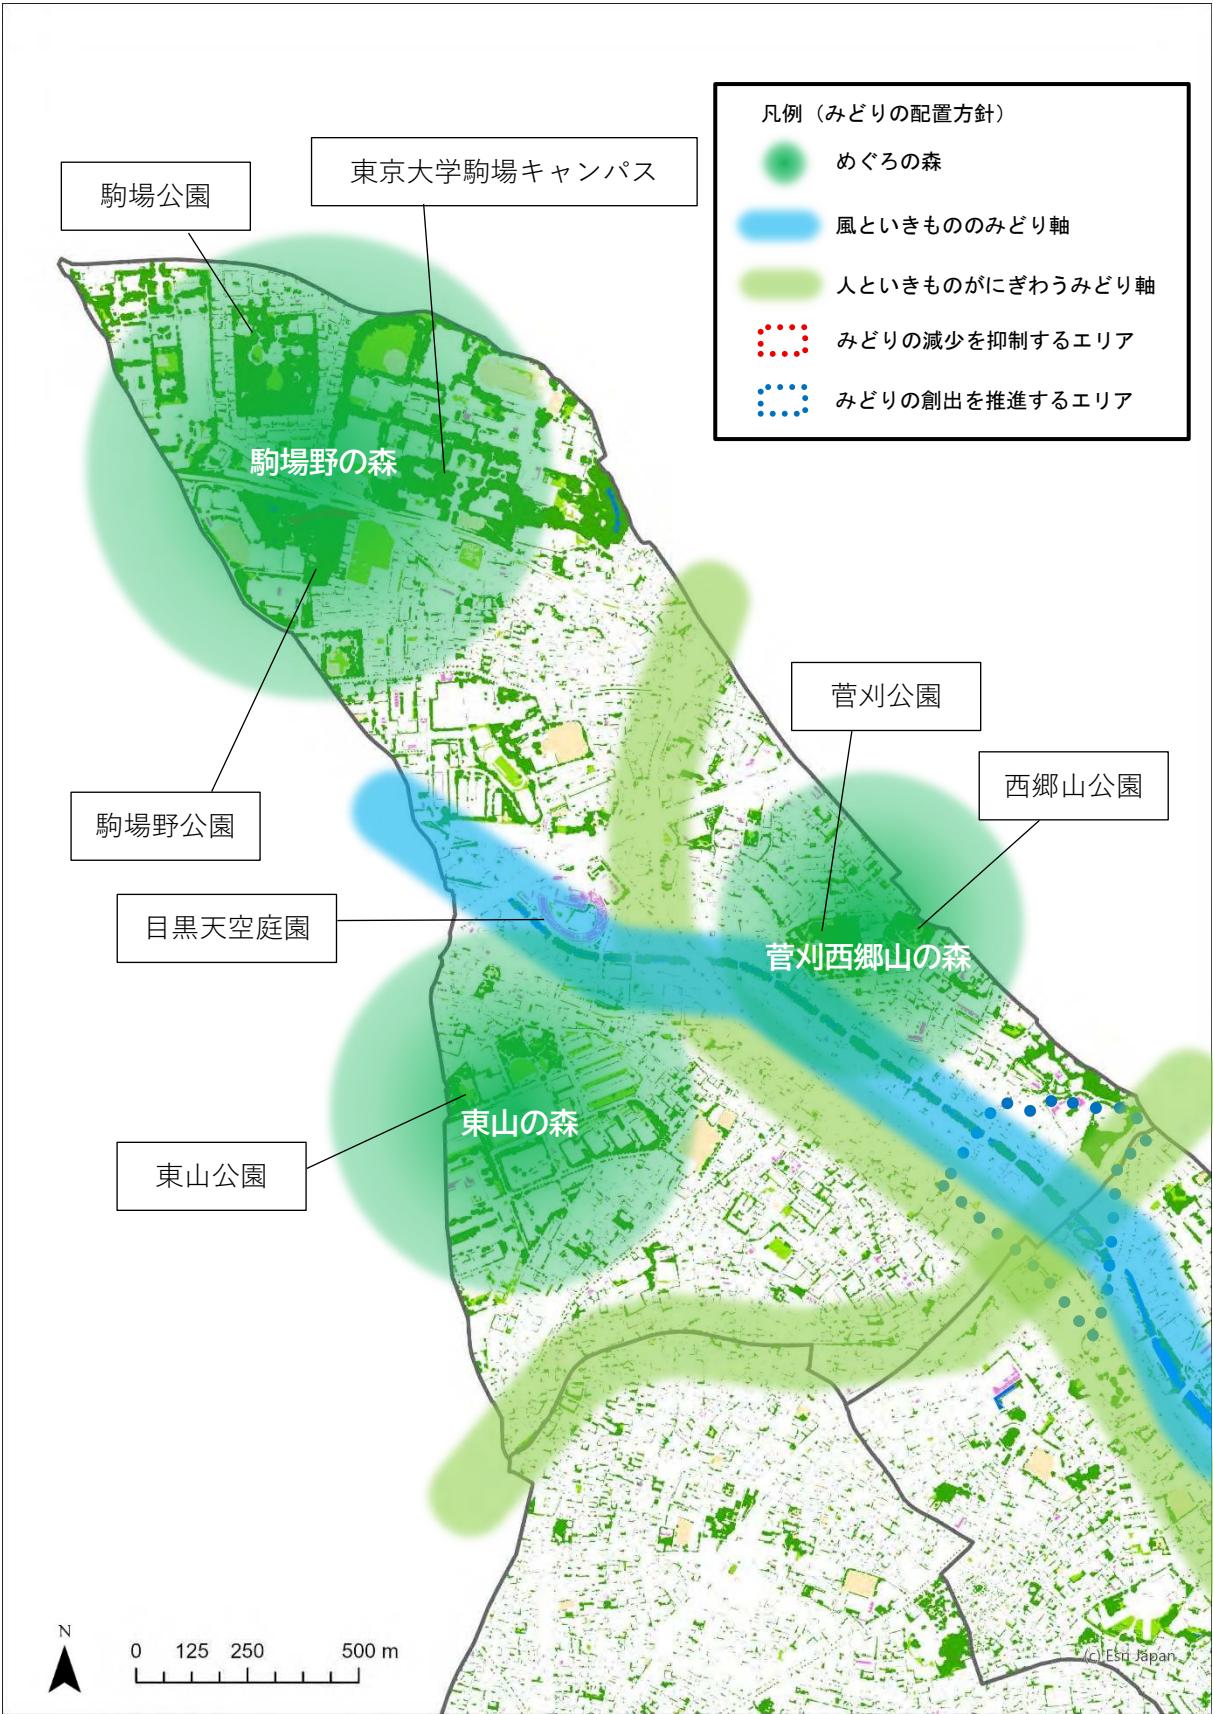 凡例（みどりの配置方針）
めぐろの森
風といきもののみどり軸
人といきものがにぎわうみどり軸
みどりの減少を抑制するエリア
みどりの創出を推進するエリア
東京大学駒場キャンパス
駒場公園
駒場野の森
菅刈公園
西郷山公園
駒場野公園
目黒天空庭園
菅刈西郷山の森
東山の森
東山公園
N
0 125 250 500 m
(c) Esri Japan